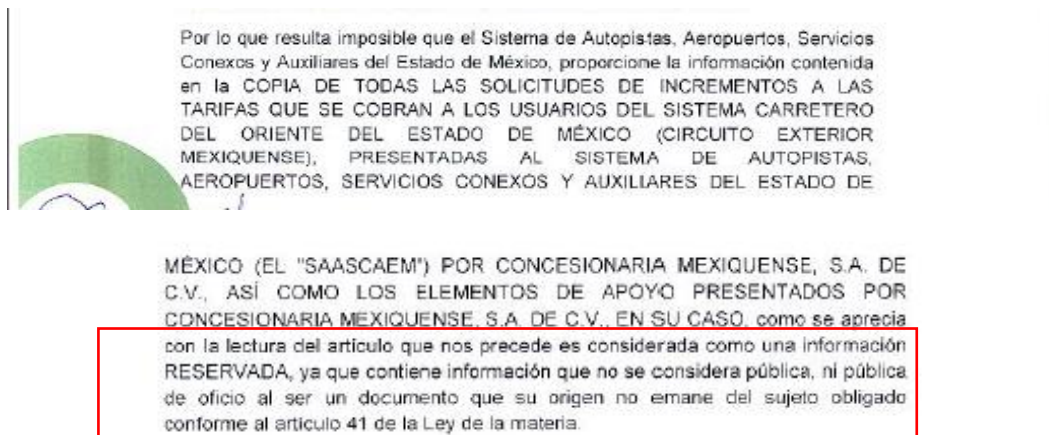 Por lo que resulta imposible que el Sistema de Autopistas, Aeropuertos, Servicios
Conexos y Auxiliares del Estado de México, proporcione la información contenida
en la COPIA DE TODAS LAS SOLICITUDES DE INCREMENTOS A LAS
TARIFAS QUE SE COBRAN A LOS USUARIOS DEL SISTEMA CARRETERO
DEL ORIENTE DEL ESTADO DE MÉXICO (CIRCUITO EXTERIOR
MEXIQUENSE), PRESENTADAS AL SISTEMA DE AUTOPISTAS,
AEROPUERTOS, SERVICIOS CONEXOS Y AUXILIARES DEL ESTADO DE
MÉXICO (EL "SAASCAEM") POR CONCESIONARIA MEXIQUENSE, S.A. DE
C.V., ASÍ COMO LOS ELEMENTOS DE APOYO PRESENTADOS POR
CONCESIONARIA MEXIQUENSE, S.A. DE C.V., EN SU CASO, como se aprecia
con la lectura del artículo que nos precede es considerada como una información
RESERVADA, ya que contiene información que no se considera pública, ni pública
de oficio al ser un documento que su origen no emane del sujeto obligado
conforme al articulo 41 de la Ley de la materia.